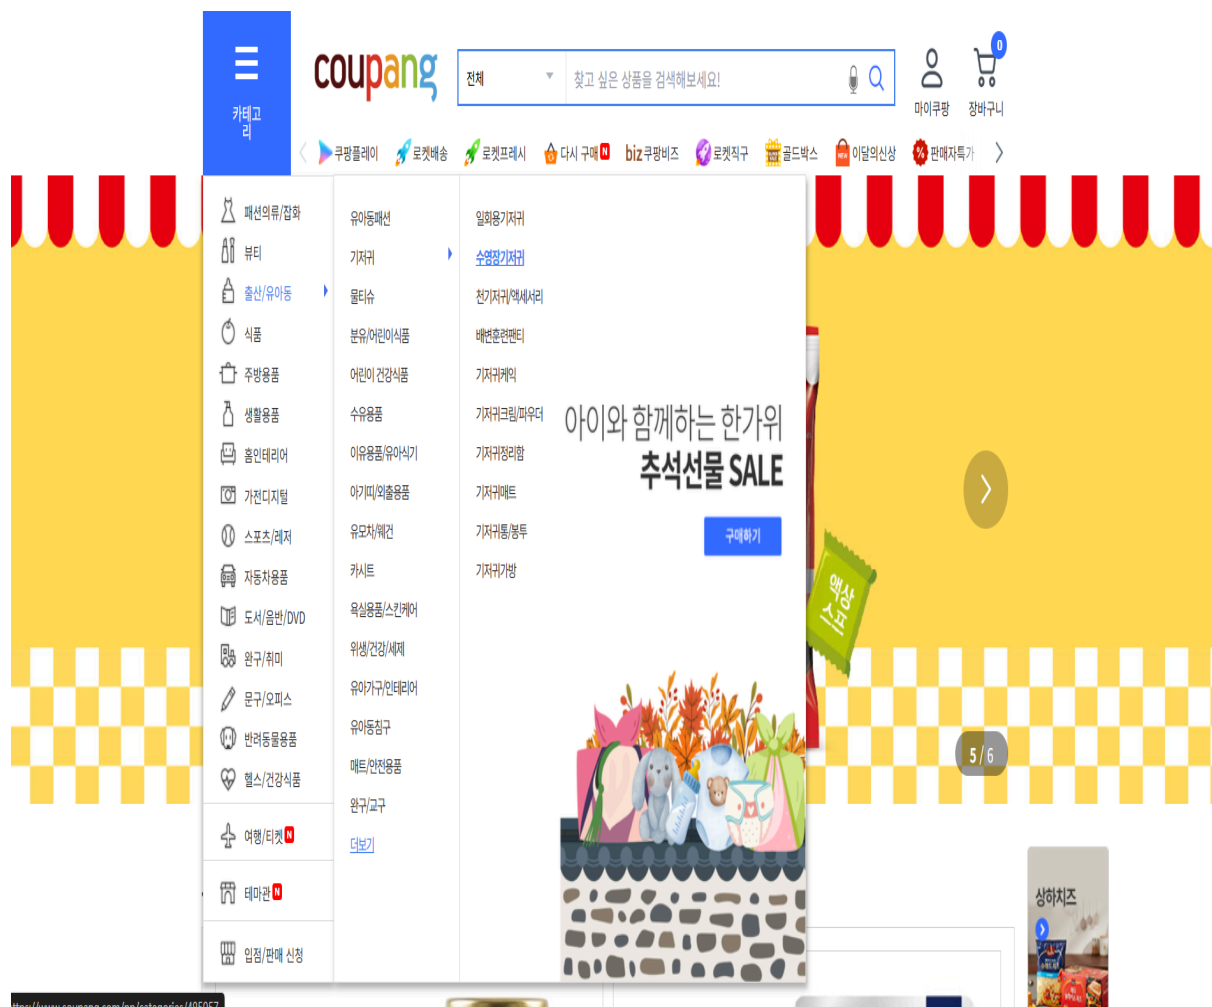 카테고
리
coupang
전체
찾고 싶은 상품을 검색해보세요!
마이쿠팡
0
장바구니
쿠팡플레이
로켓배송
로켓프레시
다시 구매 N
biz 쿠팡비즈
로켓직구
골드박스
NEW
이달의신상
%
판매자특가
패션의류/잡화
뷰티
출산/유아동
식품
주방용품
생활용품
홈인테리어
가전디지털
스포츠/레저
자동차용품
도서/음반/DVD
완구/취미
문구/오피스
반려동물용품
헬스/건강식품
여행/티켓 N
테마관 N
입점/판매 신청
유아동패션
기저귀
물티슈
분유/어린이식품
어린이 건강식품
수유용품
이유용품/유아식기
아기띠/외출용품
유모차/웨건
카시트
욕실용품/스킨케어
위생/건강/세제
유아가구/인테리어
유아동침구
매트/안전용품
완구/교구
더보기
일회용기저귀
수영장기저귀
천기저귀/액세서리
배변훈련팬티
기저귀케익
기저귀크림/파우더
기저귀정리함
기저귀매트
기저귀통/봉투
기저귀가방
아이와 함께하는 한가위
추석선물 SALE
구매하기
액상
스프
5 / 6
상하치즈